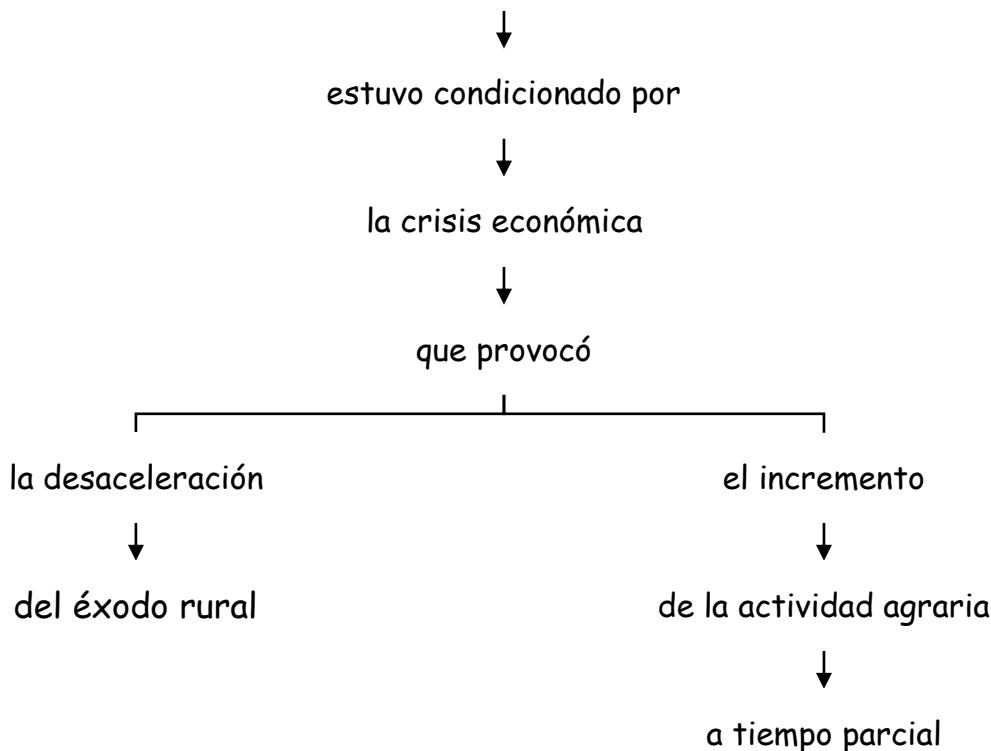 estuvo condicionado por
la crisis económica
que provocó
la desaceleración
el incremento
del éxodo rural
de la actividad agraria
a tiempo parcial